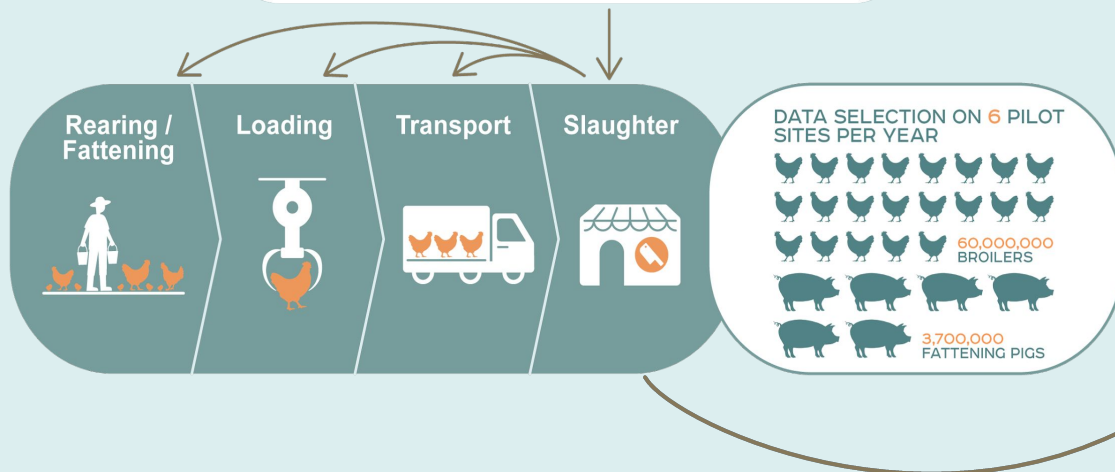 Rearing /
Fattening
Loading
Transport
Slaughter
DATA SELECTION ON 6 PILOT
SITES PER YEAR
60,000,000
BROILERS
3,700,000
FATTENING PIGS